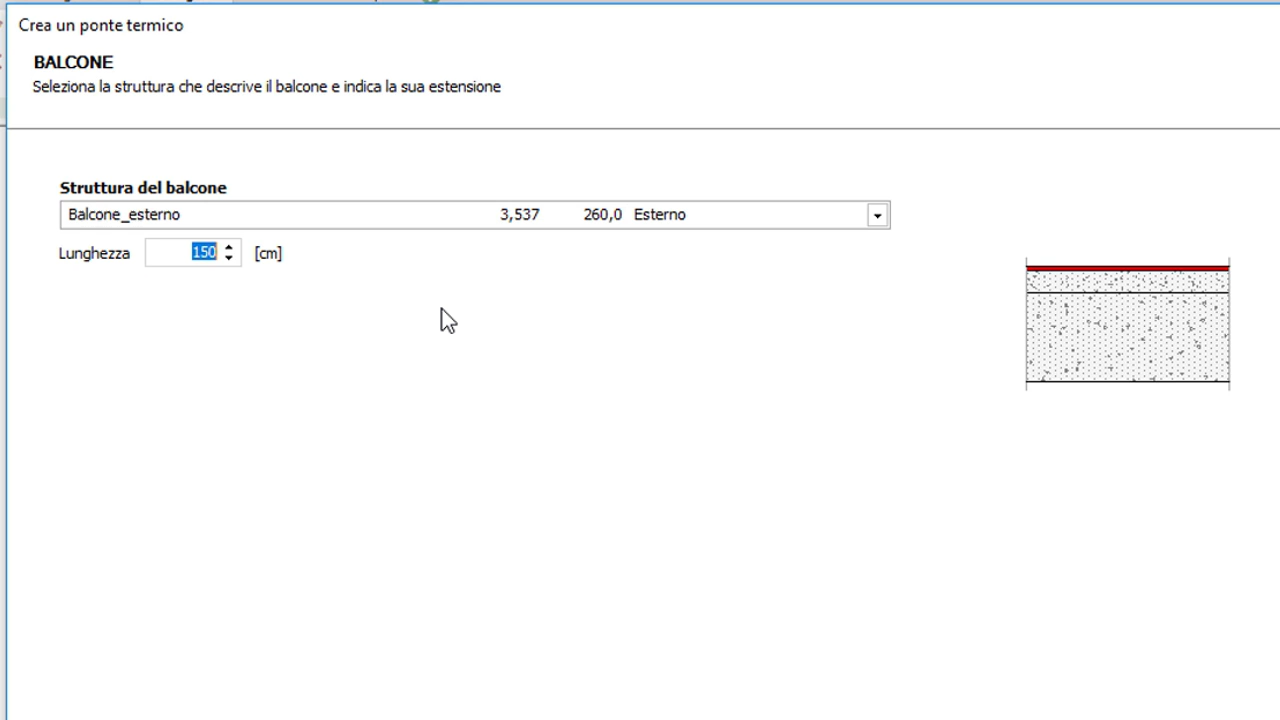 Crea un ponte termico
BALCONE
Seleziona la struttura che descrive il balcone e indica la sua estensione
Struttura del balcone
Balcone_esterno 3,537 260,0 Esterno
Lunghezza 150 [cm]